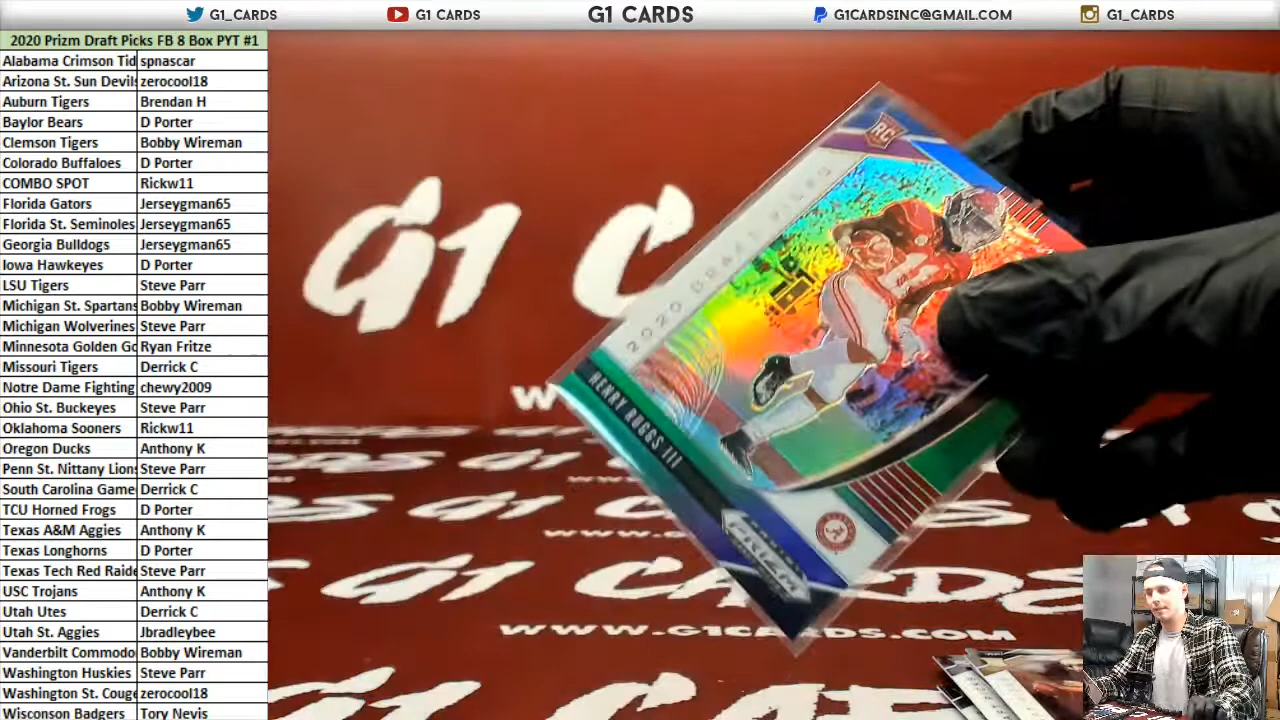 G1_CARDS
G1 CARDS
G1 CARDS
G1CARDSINC@GMAIL.COM
G1_CARDS
2020 Prizm Draft Picks FB 8 Box PYT #1
Alabama Crimson Tid spnascar
Arizona St. Sun Devils zerocool18
Auburn Tigers Brendan H
Baylor Bears D Porter
Clemson Tigers Bobby Wireman
Colorado Buffaloes D Porter
COMBO SPOT Rickw11
Florida Gators Jerseygman65
Florida St. Seminoles Jerseygman65
Georgia Bulldogs Jerseygman65
Iowa Hawkeyes D Porter
LSU Tigers Steve Parr
Michigan St. Spartans Bobby Wireman
Michigan Wolverines Steve Parr
Minnesota Golden Go Ryan Fritze
Missouri Tigers Derrick C
Notre Dame Fighting chewy2009
Ohio St. Buckeyes Steve Parr
Oklahoma Sooners Rickw11
Oregon Ducks Anthony K
Penn St. Nittany Lions Steve Parr
South Carolina Game Derrick C
TCU Horned Frogs D Porter
Texas A&M Aggies Anthony K
Texas Longhorns D Porter
Texas Tech Red Raide Steve Parr
USC Trojans Anthony K
Utah Utes Derrick C
Utah St. Aggies Jbradleybee
Vanderbilt Commodo Bobby Wireman
Washington Huskies Steve Parr
Washington St. Couge zerocool18
Wisconsin Badgers Tory Nevis
G1 C
RC
2020 DRAFT PICKS
HENRY RUGGS III
PANINI
PRIZM
G1 CARDS
WWW.G1CARDS.COM